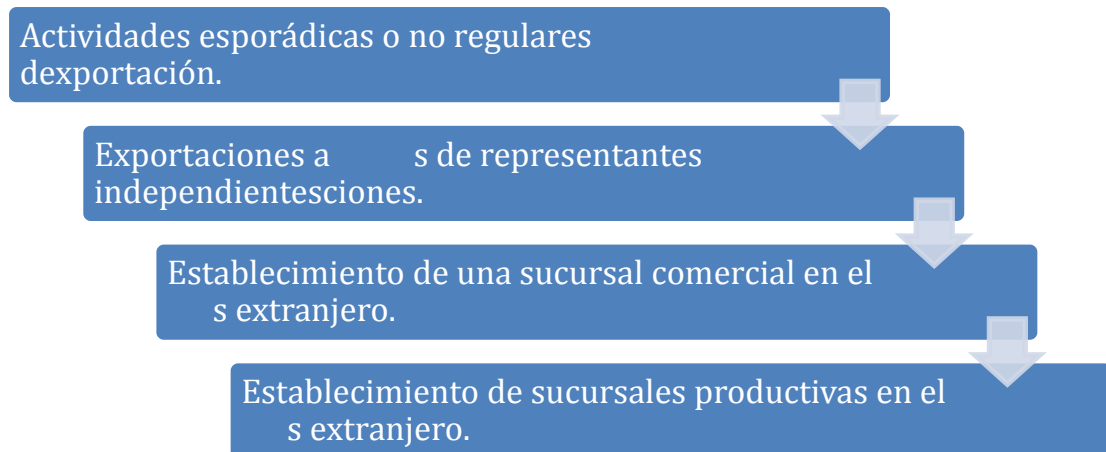 Actividades esporádicas o no regulares
dexportación.
Exportaciones a s de representantes
independientesciones.
Establecimiento de una sucursal comercial en el
s extranjero.
Establecimiento de sucursales productivas en el
s extranjero.